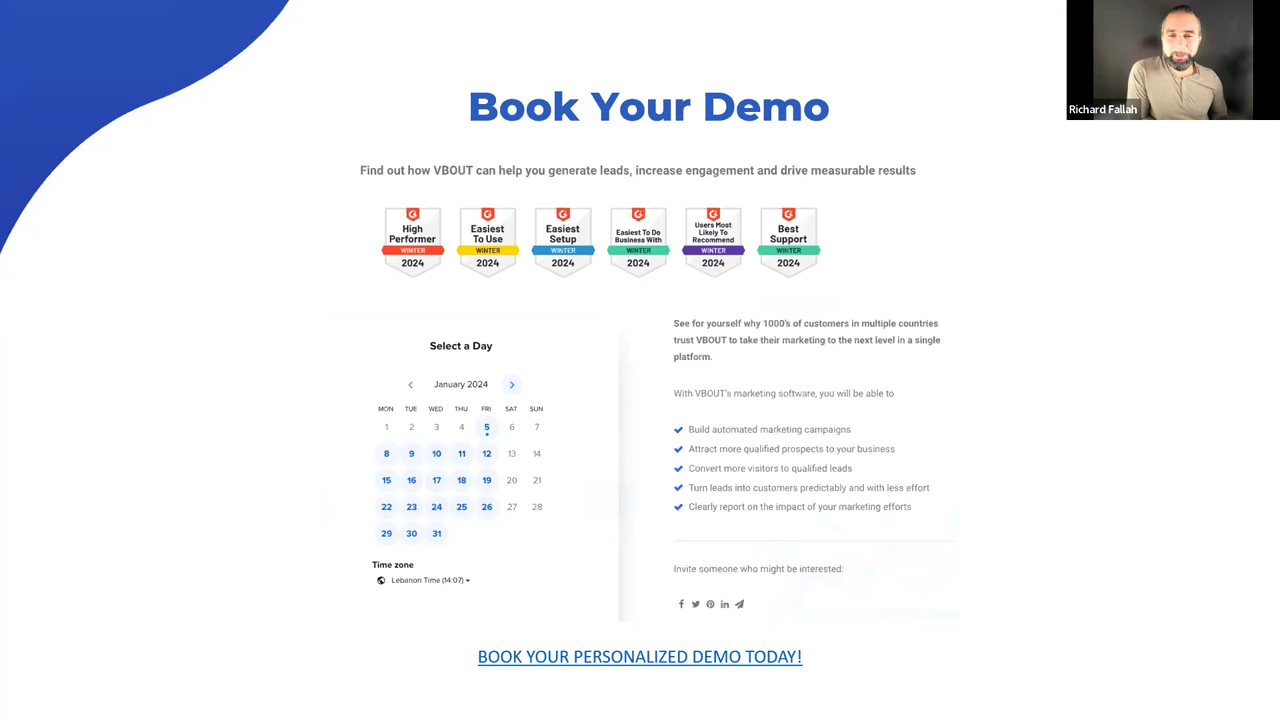 Richard Fallah
Book Your Demo
Find out how VBOUT can help you generate leads, increase engagement and drive measurable results
High
Performer
WINTER
2024
Easiest
To Use
WINTER
2024
Easiest
Setup
WINTER
2024
Easiest To Do
Business With
WINTER
2024
Users Most
Likely To
Recommend
WINTER
2024
Best
Support
WINTER
2024
Select a Day
January 2024
MON TUE WED THU FRI SAT SUN
1 2 3 4 5 6 7
8 9 10 11 12 13 14
15 16 17 18 19 20 21
22 23 24 25 26 27 28
29 30 31
Time zone
Lebanon Time (14:07)
See for yourself why 1000's of customers in multiple countries
trust VBOUT to take their marketing to the next level in a single
platform.
With VBOUT's marketing software, you will be able to
Build automated marketing campaigns
Attract more qualified prospects to your business
Convert more visitors to qualified leads
Turn leads into customers predictably and with less effort
Clearly report on the impact of your marketing efforts
Invite someone who might be interested:
BOOK YOUR PERSONALIZED DEMO TODAY!